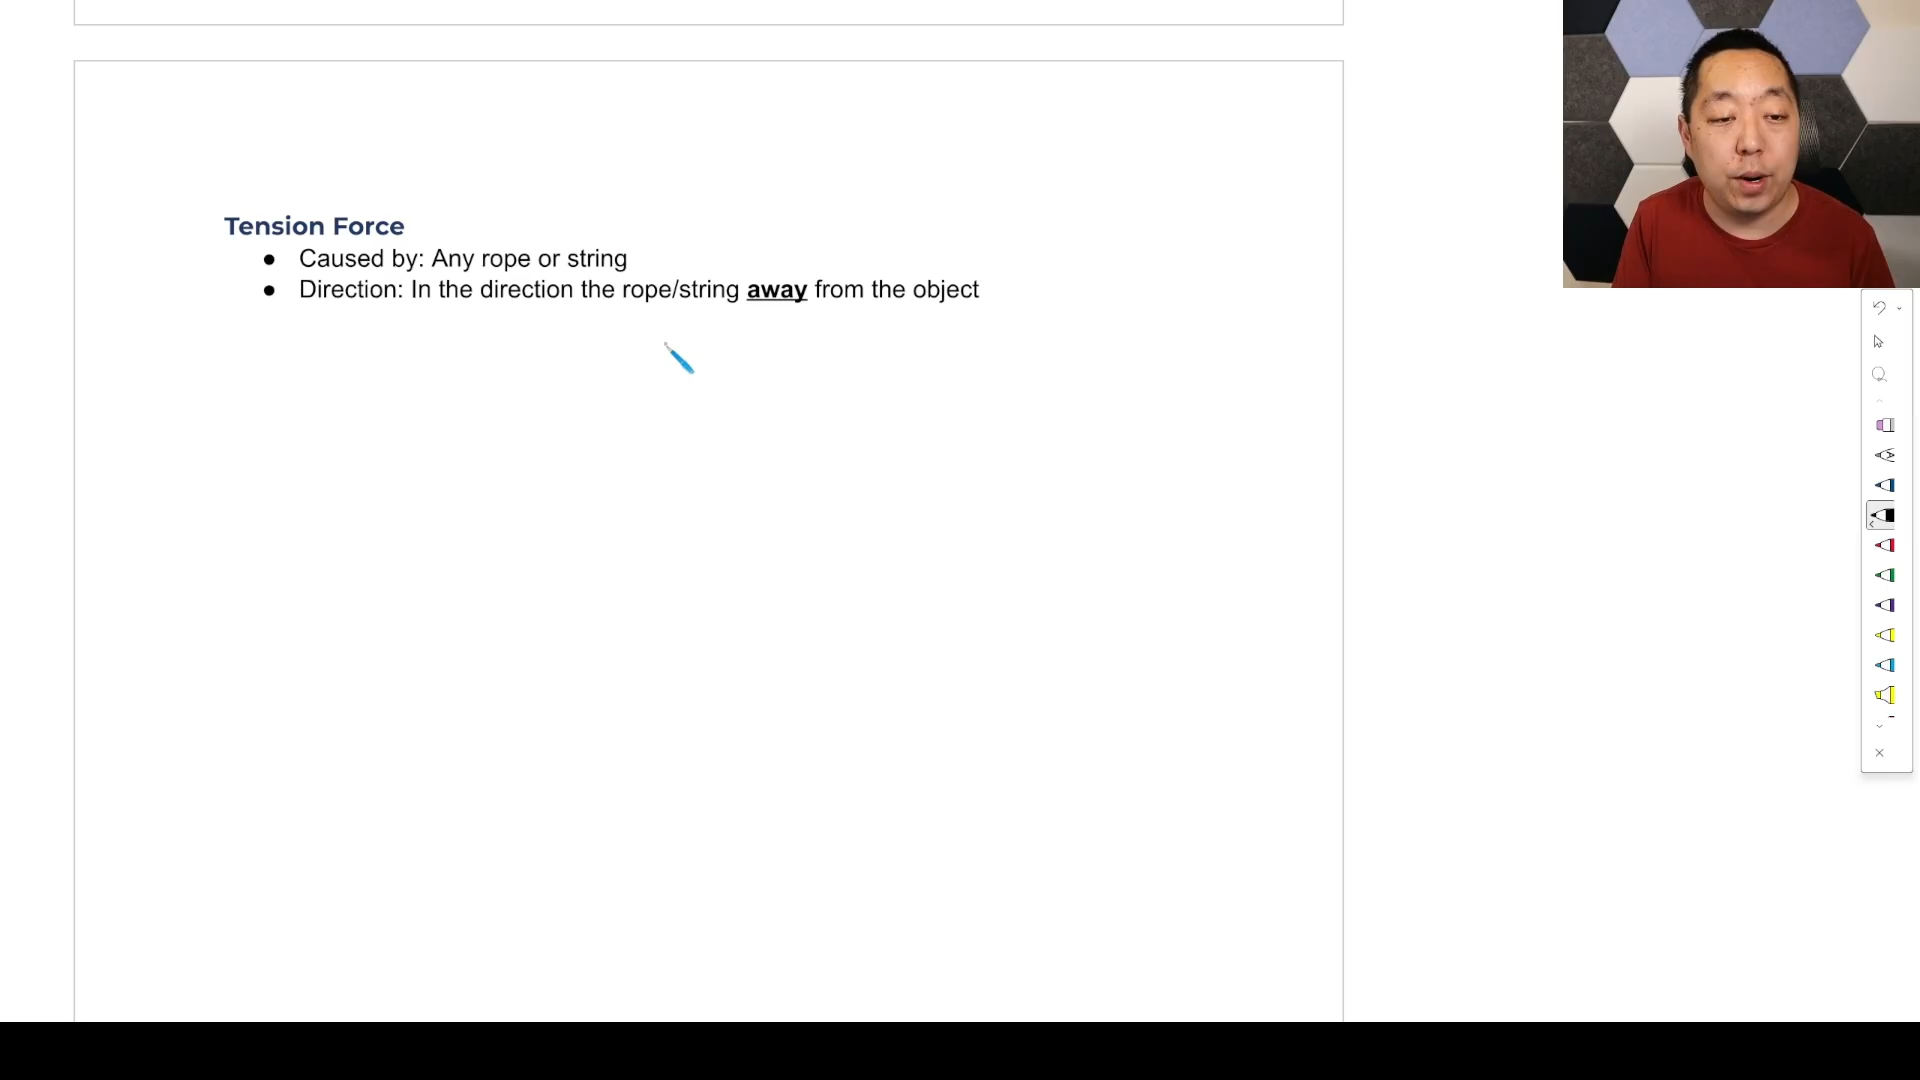 Tension Force
● Caused by: Any rope or string
● Direction: In the direction the rope/string away from the object